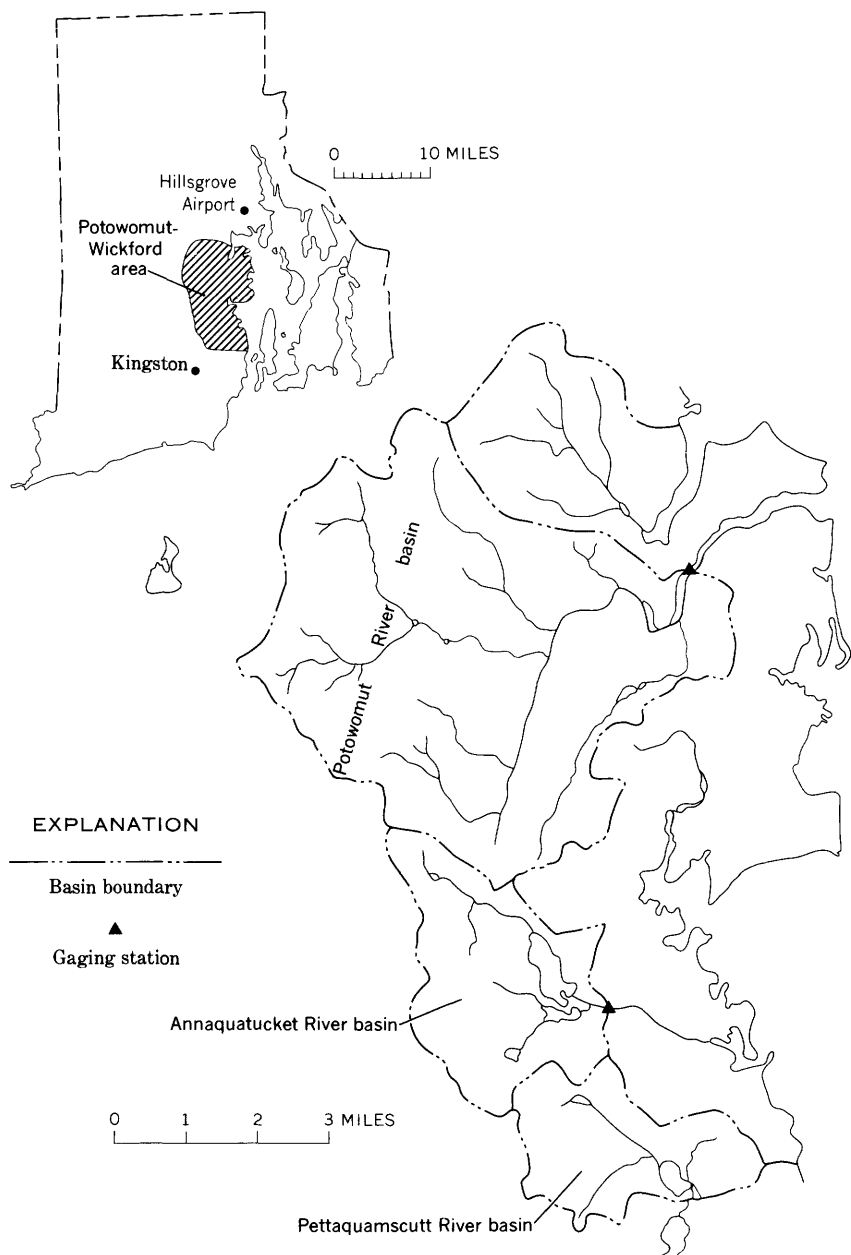 0 10 MILES
Hillsgrove
Airport
Potowomut-
Wickford
area
Kingston
basin
River
Potowomut
EXPLANATION
Basin boundary
Gaging station
Annaquatucket River basin
0 1 2 3 MILES
Pettaquamscutt River basin